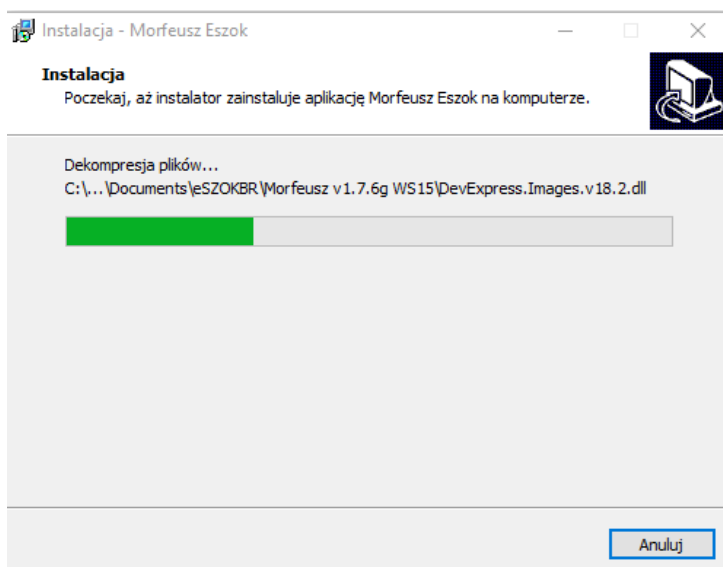 Instalacja - Morfeusz Eszok
Instalacja
Poczekaj, aż instalator zainstaluje aplikację Morfeusz Eszok na komputerze.
Dekompresja plików...
C:\...\Documents\eSZOKBR\Morfeusz v1.7.6g WS15\DevExpress.Images.v18.2.dll
Anuluj